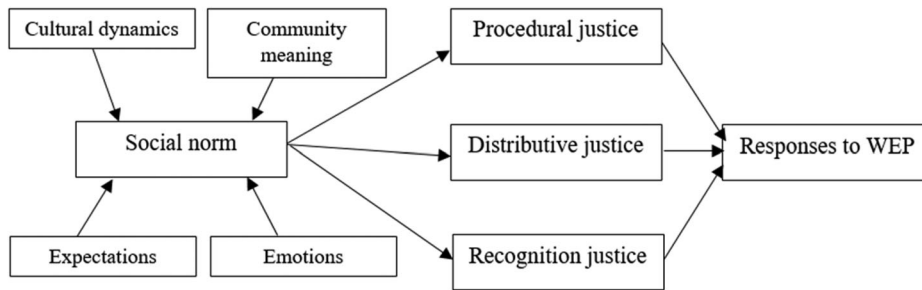 Cultural dynamics
Community
meaning
Procedural justice
Social norm
Distributive justice
Responses to WEP
Expectations
Emotions
Recognition justice